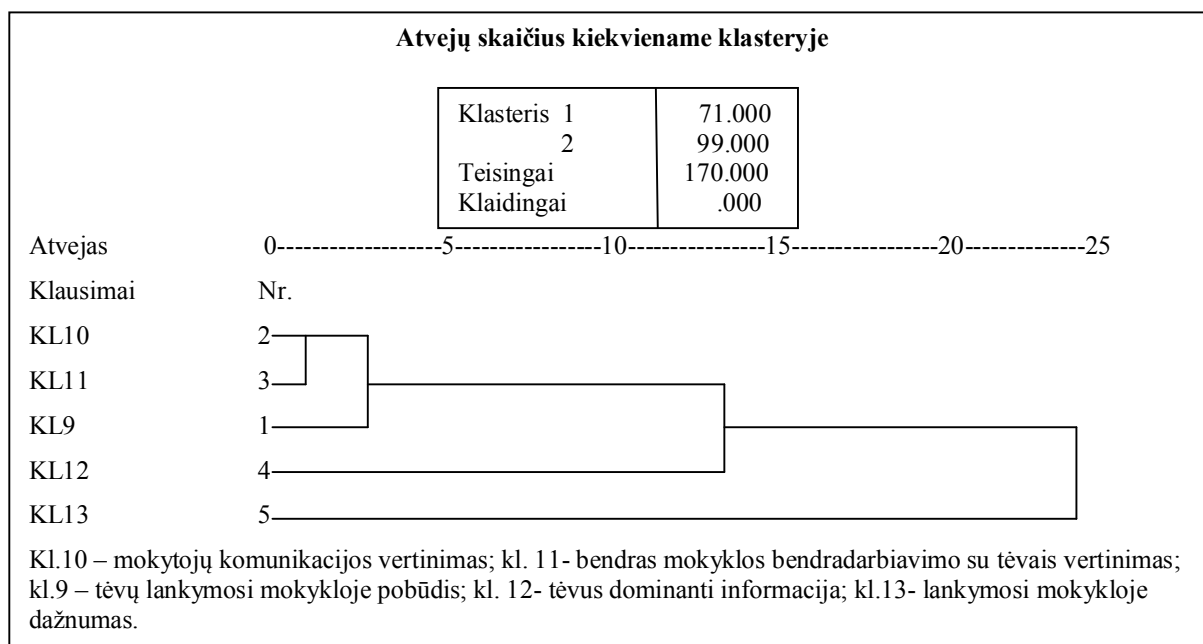 Atvejų skaičius kiekviename klasteryje
Klasteris 1 71.000
2 99.000
Teisingai 170.000
Klaidingai .000
Atvejas 0-------------------5-----------------10-----------------15-----------------20----------------25
Klausimai Nr.
KL10 2
KL11 3
KL9 1
KL12 4
KL13 5
Kl.10 – mokytojų komunikacijos vertinimas; kl. 11- bendras mokyklos bendradarbiavimo su tėvais vertinimas;
kl.9 – tėvų lankymosi mokykloje pobūdis; kl. 12- tėvus dominanti informacija; kl.13- lankymosi mokykloje
dažnumas.